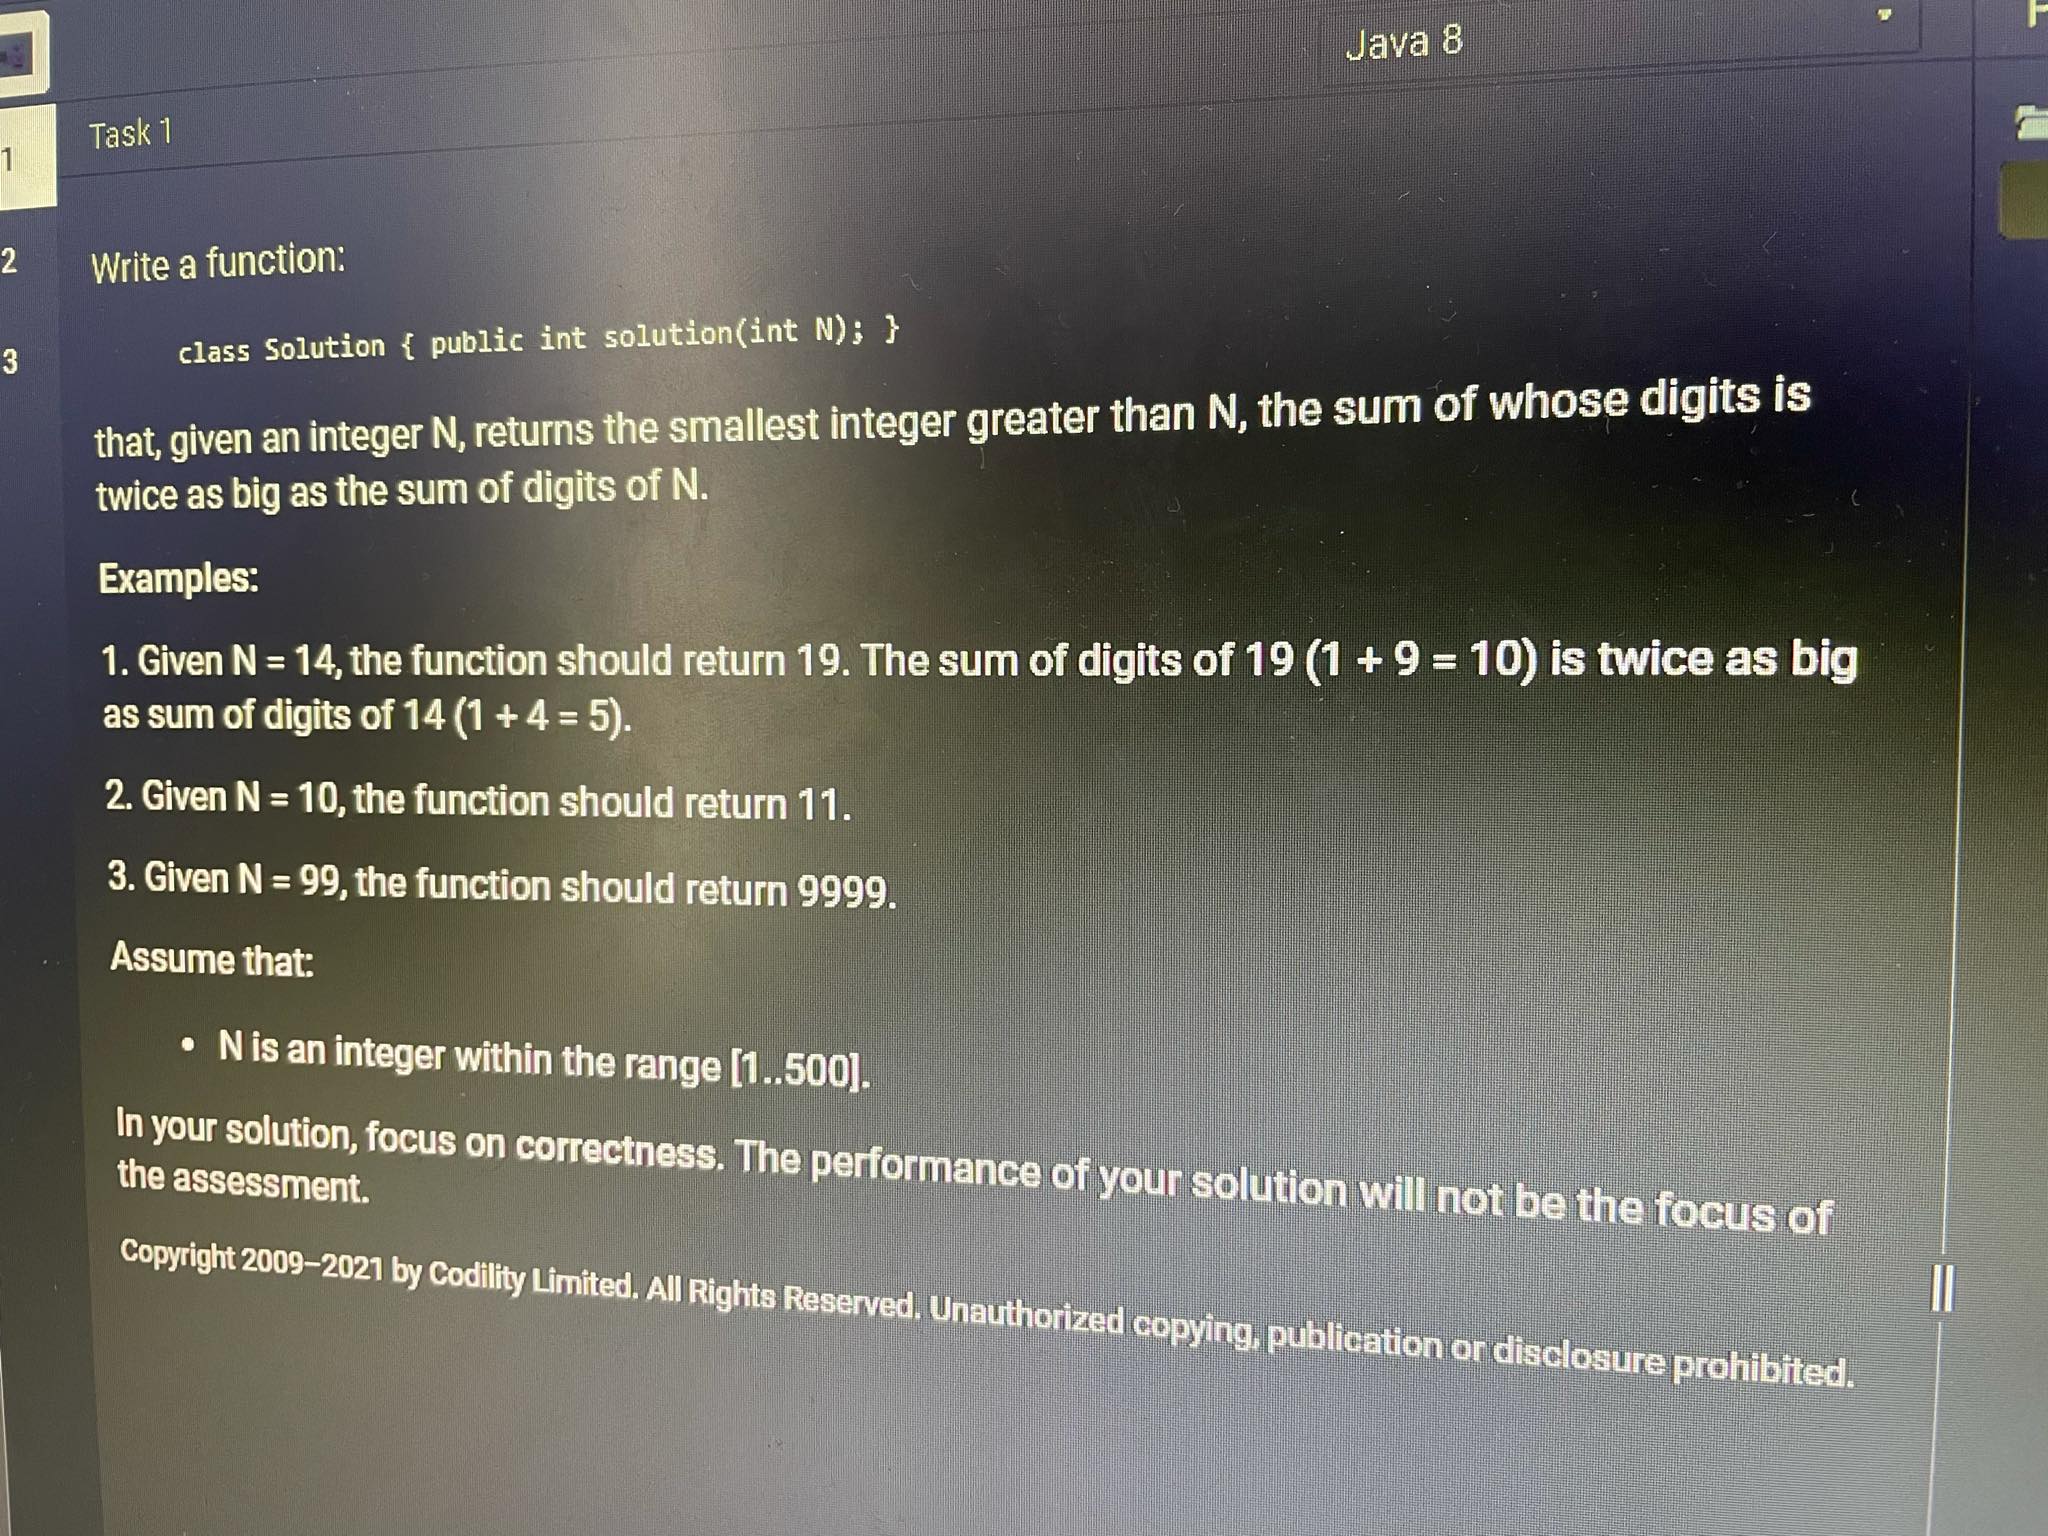 Java 8
Task 1
1
2
3
Write a function:
class Solution { public int solution(int N); }
that, given an integer N, returns the smallest integer greater than N, the sum of whose digits is
twice as big as the sum of digits of N.
Examples:
1. Given N = 14, the function should return 19. The sum of digits of 19 (1 + 9 = 10) is twice as big
as sum of digits of 14 (1 + 4 = 5).
2. Given N = 10, the function should return 11.
3. Given N = 99, the function should return 9999.
Assume that:
• N is an integer within the range [1..500].
In your solution, focus on correctness. The performance of your solution will not be the focus of
the assessment.
Copyright 2009–2021 by Codility Limited. All Rights Reserved. Unauthorized copying, publication or disclosure prohibited.